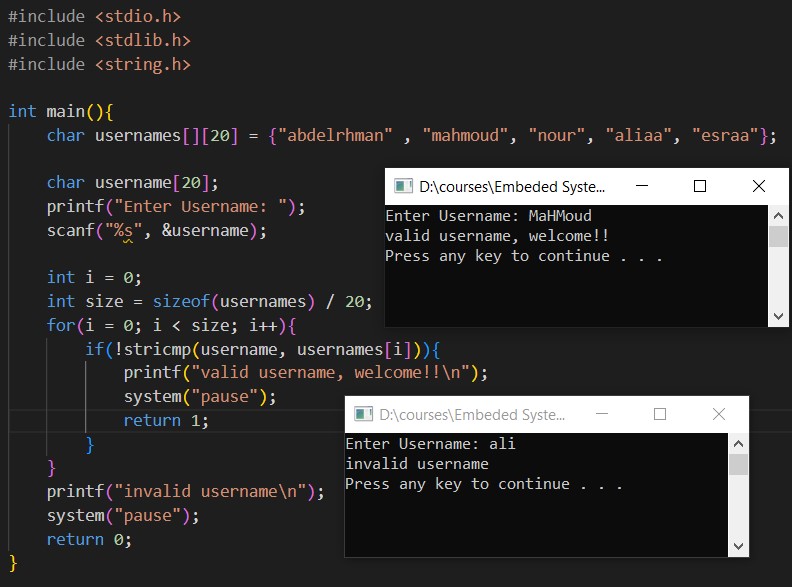 #include <stdio.h>
#include <stdlib.h>
#include <string.h>
int main(){
char usernames[][20] = {"abdelrhman" , "mahmoud", "nour", "aliaa", "esraa"};
char username[20];
printf("Enter Username: ");
scanf("%s", &username);
int i = 0;
int size = sizeof(usernames) / 20;
for(i = 0; i < size; i++){
if(!stricmp(username, usernames[i])){
printf("valid username, welcome!!\n");
system("pause");
return 1;
}
}
printf("invalid username\n");
system("pause");
return 0;
}
D:\courses\Embeded Syste...
Enter Username: MaHMoud
valid username, welcome!!
Press any key to continue . . .
D:\courses\Embeded Syste...
Enter Username: ali
invalid username
Press any key to continue . . .